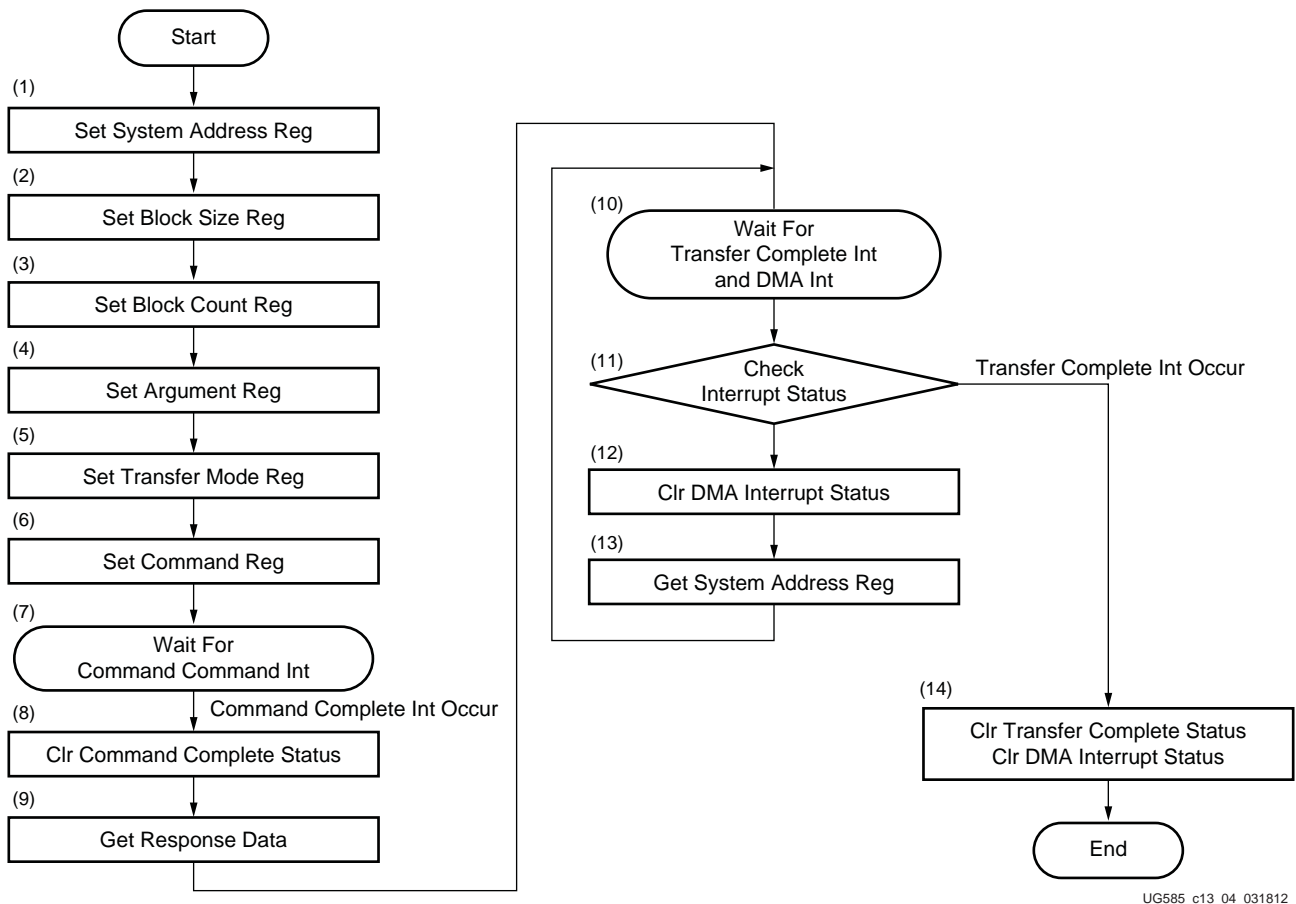 Start
(1)
Set System Address Reg
(2)
Set Block Size Reg
(3)
Set Block Count Reg
(4)
Set Argument Reg
(5)
Set Transfer Mode Reg
(6)
Set Command Reg
(7)
Wait For
Command Command Int
Command Complete Int Occur
(8)
Clr Command Complete Status
(9)
Get Response Data
(10)
Wait For
Transfer Complete Int
and DMA Int
(11)
Check
Interrupt Status
Transfer Complete Int Occur
(12)
Clr DMA Interrupt Status
(13)
Get System Address Reg
(14)
Clr Transfer Complete Status
Clr DMA Interrupt Status
End
UG585_c13_04_031812